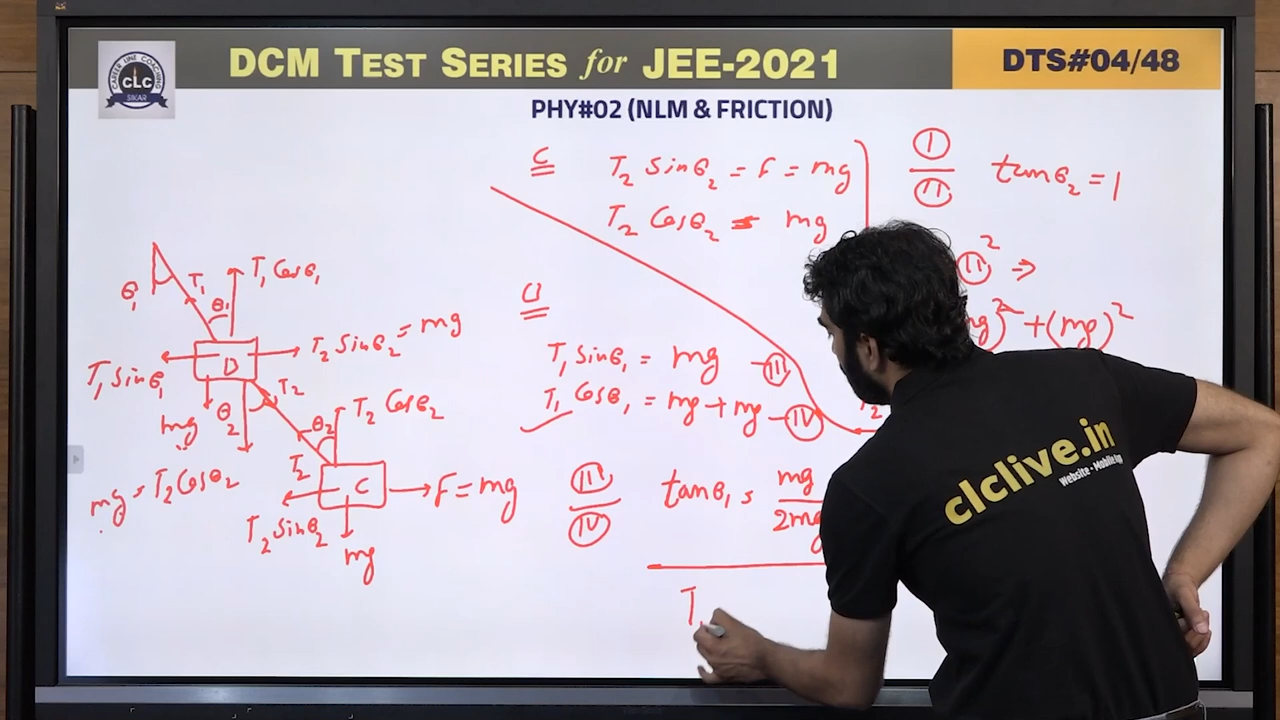 DCM TEST SERIES for JEE-2021
DTS#04/48
CAREER LINE COACHING
CLC
SIKAR
PHY#02 (NLM & FRICTION)
C
T₂ sinθ₂ = F = mg
T₂ Cosθ₂ = mg
I
II
tanθ₂ = 1
II² ⇒
mg)² + (mg)²
T₂
D
T₁ sinθ₁ = mg - III
T₁ Cosθ₁ = mg + mg - IV
III
IV
tanθ₁ = mg
2mg
T₁
θ₁
T₁
θ₁
T₁ Cosθ₁
D
T₂ sinθ₂ = mg
T₁ sinθ₁
mg
θ₂
T₂
θ₂
T₂ Cosθ₂
T₂
mg = T₂ Cosθ₂
C
F = mg
T₂ sinθ₂
mg
clclive.in
Website - Mobile App